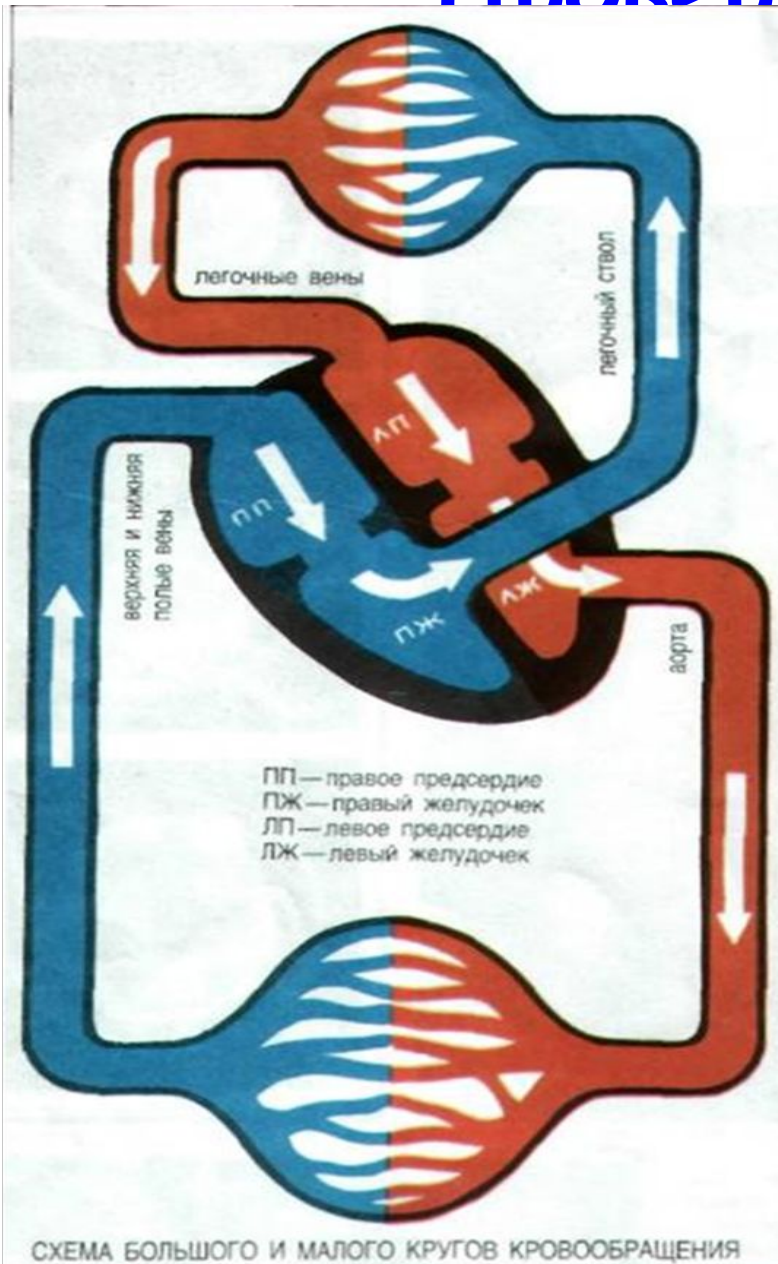 легочные вены
легочный ствол
ЛП
ПП
верхняя и нижняя
полые вены
ЛЖ
ПЖ
аорта
ПП — правое предсердие
ПЖ — правый желудочек
ЛП — левое предсердие
ЛЖ — левый желудочек
СХЕМА БОЛЬШОГО И МАЛОГО КРУГОВ КРОВООБРАЩЕНИЯ